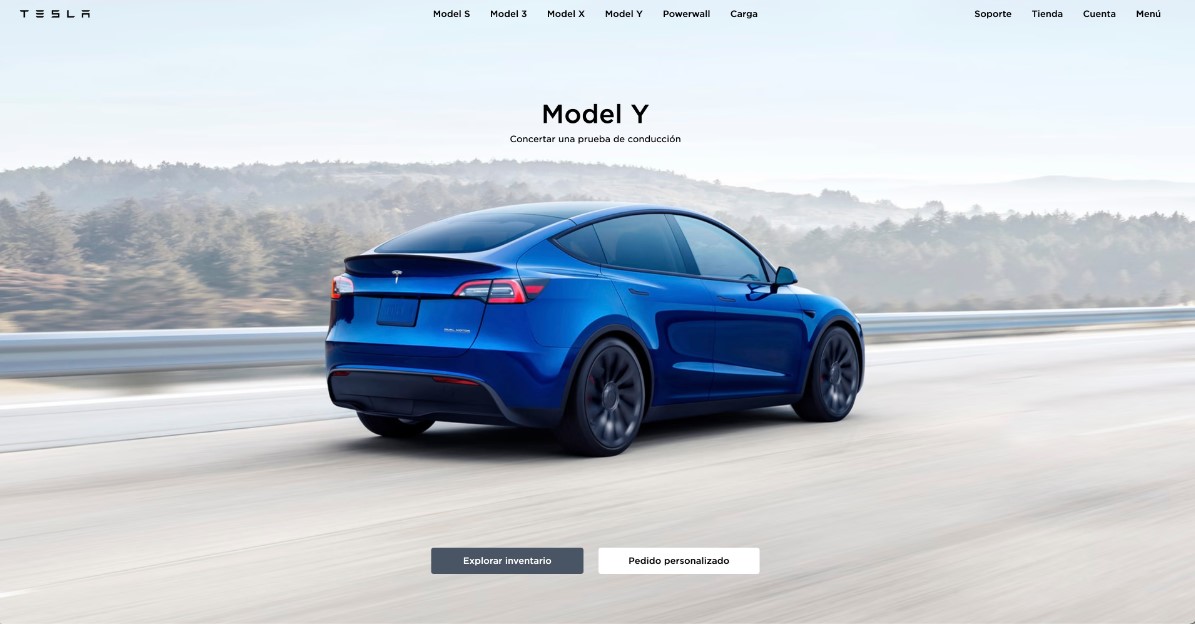 TESLA
Model S
Model 3
Model X
Model Y
Powerwall
Carga
Soporte
Tienda
Cuenta
Menú
Model Y
Concertar una prueba de conducción
Explorar inventario
Pedido personalizado